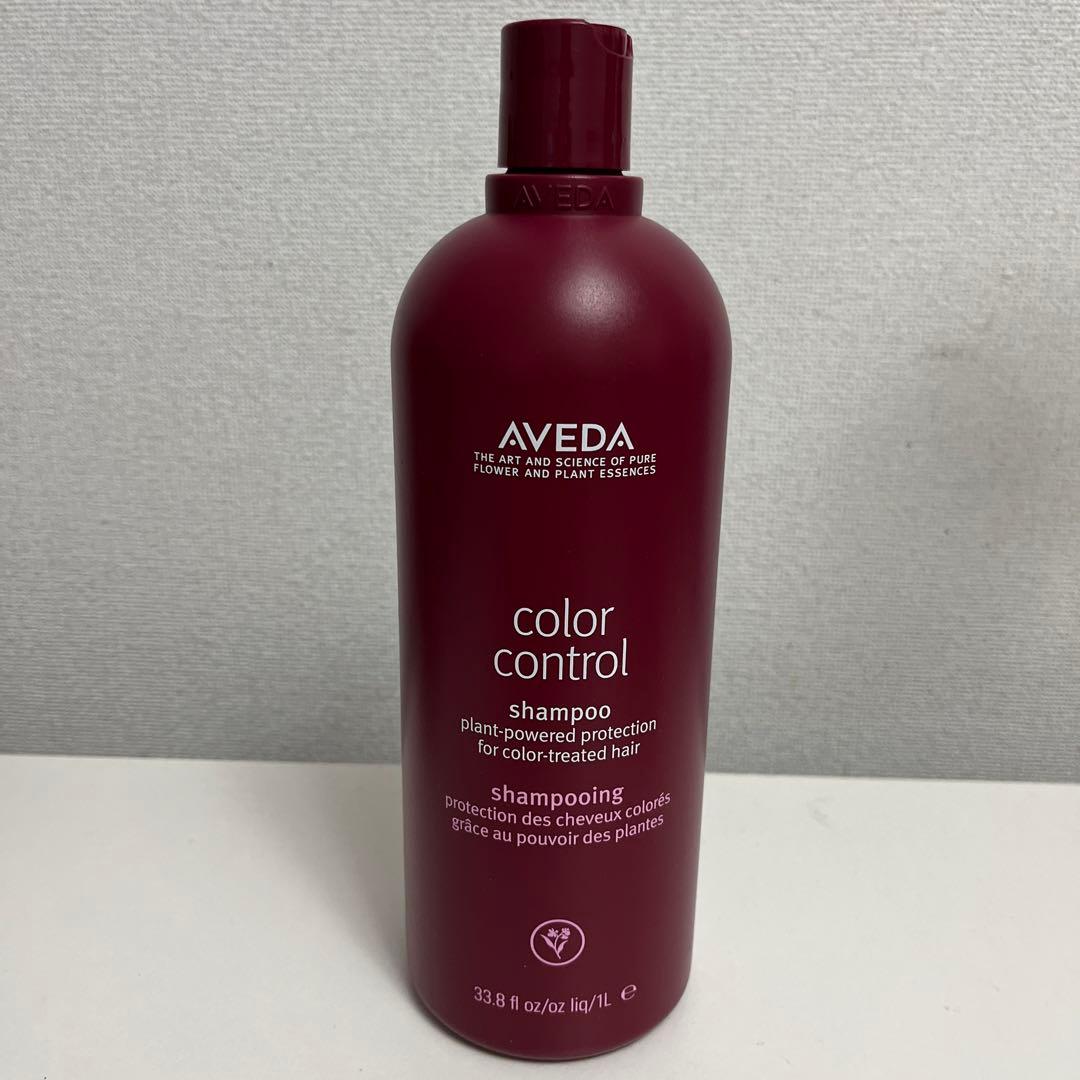 AVEDA
AVEDA
THE ART AND SCIENCE OF PURE
FLOWER AND PLANT ESSENCES
color
control
shampoo
plant-powered protection
for color-treated hair
shampooing
protection des cheveux colorés
grâce au pouvoir des plantes
33.8 fl oz/oz liq/1L ℮